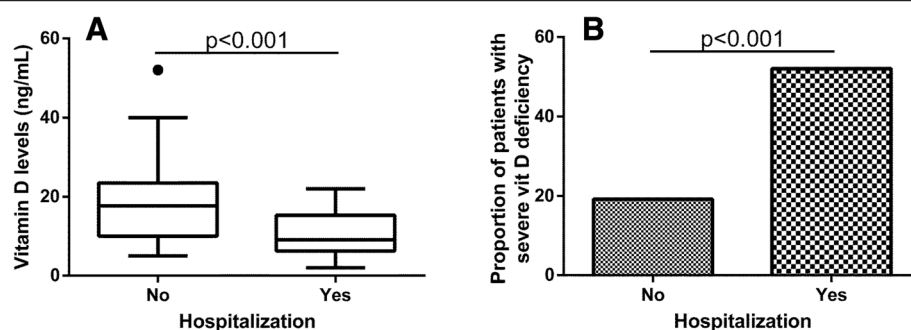 A
p<0.001
Vitamin D levels (ng/mL)
60
40
20
0
No
Yes
Hospitalization
B
p<0.001
Proportion of patients with
severe vit D deficiency
60
40
20
0
No
Yes
Hospitalization